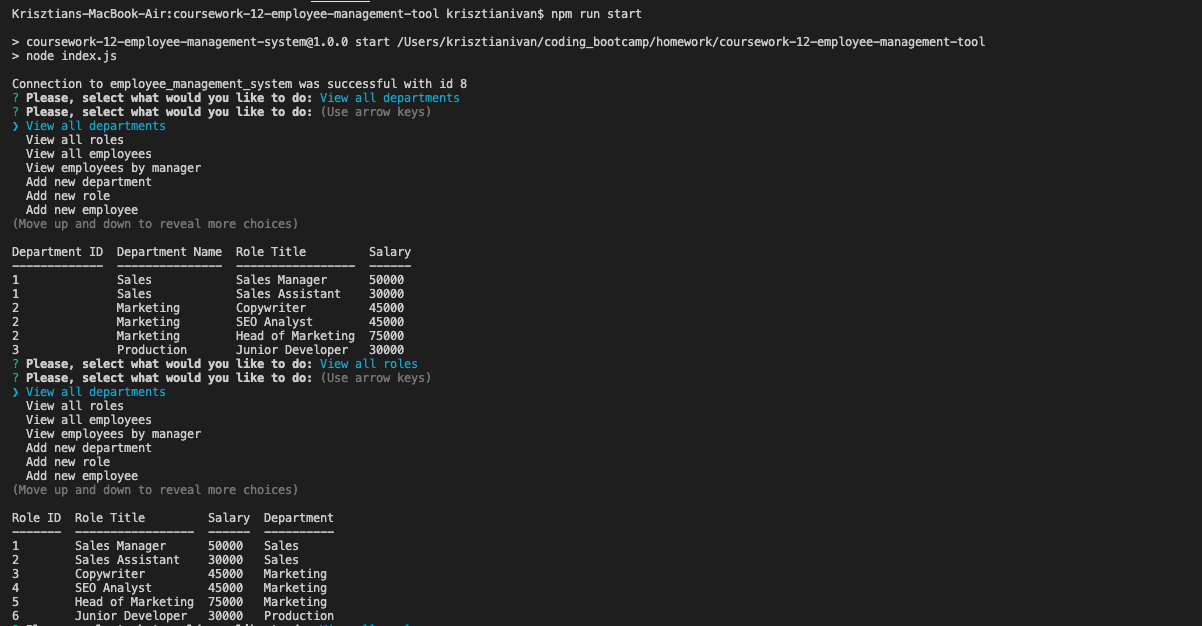 Krisztians-MacBook-Air:coursework-12-employee-management-tool krisztianivan$ npm run start
> coursework-12-employee-management-system@1.0.0 start /Users/krisztianivan/coding_bootcamp/homework/coursework-12-employee-management-tool
> node index.js
Connection to employee_management_system was successful with id 8
? Please, select what would you like to do: View all departments
? Please, select what would you like to do: (Use arrow keys)
❯ View all departments
View all roles
View all employees
View employees by manager
Add new department
Add new role
Add new employee
(Move up and down to reveal more choices)
Department ID  Department Name  Role Title  Salary
-------------  ---------------  -----------------  ------
1  Sales  Sales Manager  50000
1  Sales  Sales Assistant  30000
2  Marketing  Copywriter  45000
2  Marketing  SEO Analyst  45000
2  Marketing  Head of Marketing  75000
3  Production  Junior Developer  30000
? Please, select what would you like to do: View all roles
? Please, select what would you like to do: (Use arrow keys)
❯ View all departments
View all roles
View all employees
View employees by manager
Add new department
Add new role
Add new employee
(Move up and down to reveal more choices)
Role ID  Role Title  Salary  Department
-------  -----------------  ------  ----------
1  Sales Manager  50000  Sales
2  Sales Assistant  30000  Sales
3  Copywriter  45000  Marketing
4  SEO Analyst  45000  Marketing
5  Head of Marketing  75000  Marketing
6  Junior Developer  30000  Production